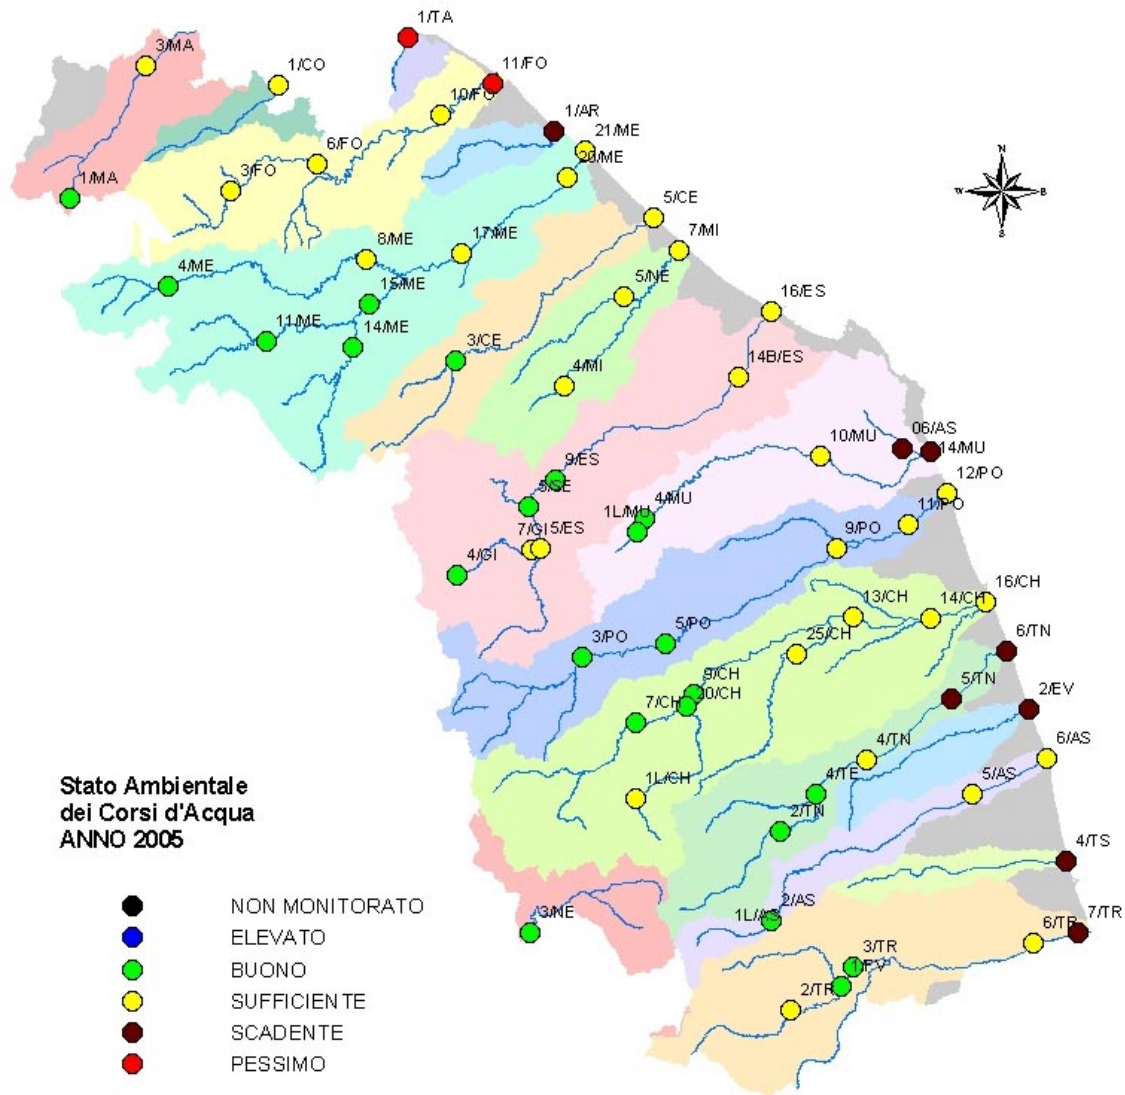 1/TA
3/MA
1/CO
11/FO
10/FO
1/AR
21/ME
6/FO
20/ME
3/FO
1/MA
N
W
E
S
5/CE
17/ME
7/MI
8/ME
4/ME
5/NE
15/ME
16/ES
11/ME
14/ME
3/CE
14B/ES
4/MI
06/AS
10/MU
14/MU
9/ES
12/PO
4/MU
11/PO
1L/MU
7/GI
5/ES
9/PO
4/GI
16/CH
13/CH
14/CH
3/PO
5/PO
25/CH
6/TN
9/CH
5/TN
20/CH
7/CH
2/EV
4/TN
6/AS
1L/CH
4/TE
5/AS
2/TN
4/TS
Stato Ambientale
dei Corsi d'Acqua
ANNO 2005
2/AS
1L/AS
3/NE
7/TR
6/TR
3/TR
2/TR
NON MONITORATO
ELEVATO
BUONO
SUFFICIENTE
SCADENTE
PESSIMO